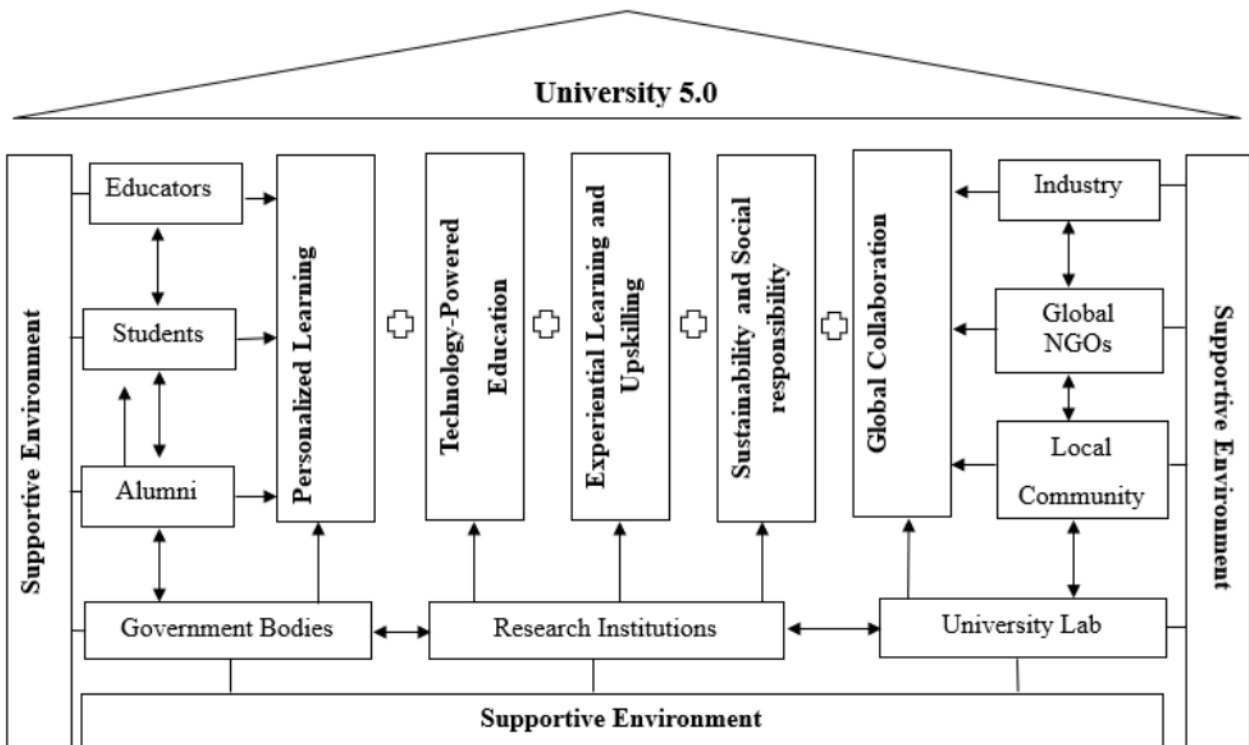 University 5.0
Supportive Environment
Educators
Students
Alumni
Personalized Learning
Technology-Powered
Education
Experiential Learning and
Upskilling
Sustainability and Social
responsibility
Global Collaboration
Industry
Global
NGOs
Local
Community
Supportive Environment
Government Bodies
Research Institutions
University Lab
Supportive Environment